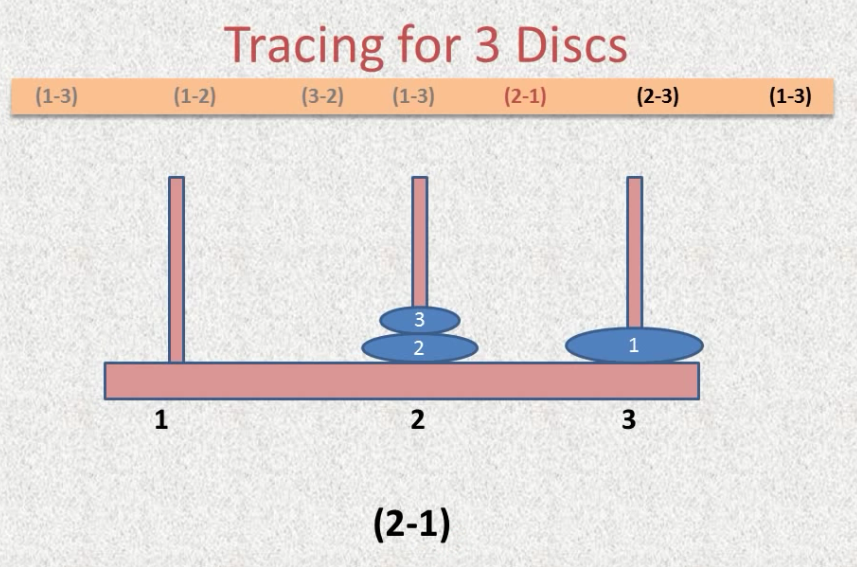 Tracing for 3 Discs
(1-3) (1-2) (3-2) (1-3) (2-1) (2-3) (1-3)
3
2 1
1 2 3
(2-1)